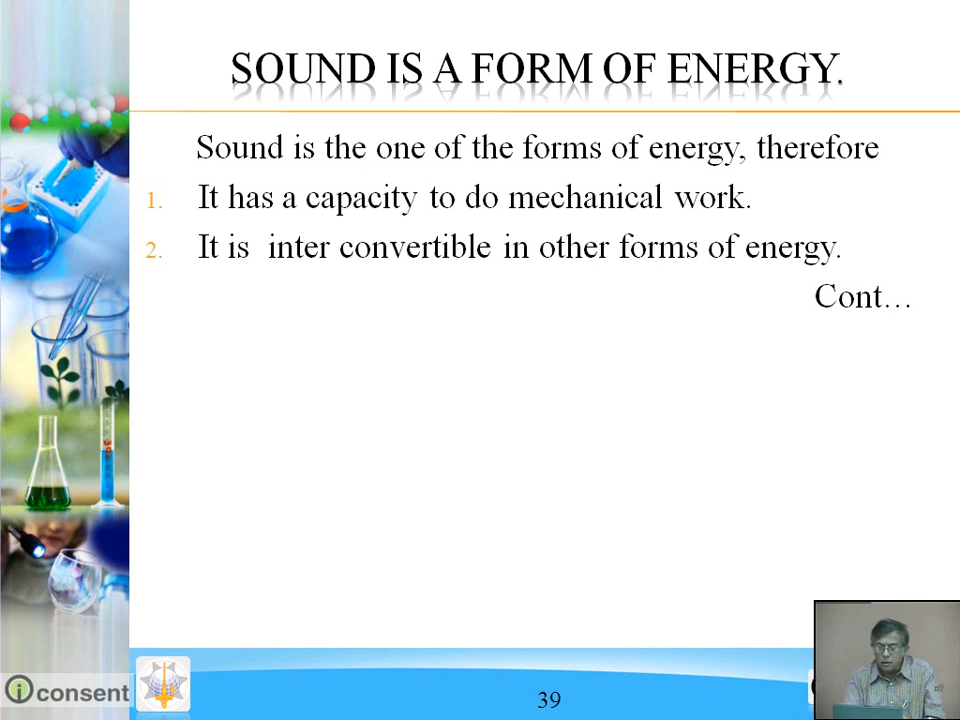 SOUND IS A FORM OF ENERGY.
Sound is the one of the forms of energy, therefore
1. It has a capacity to do mechanical work.
2. It is inter convertible in other forms of energy.
Cont…
i consent
39